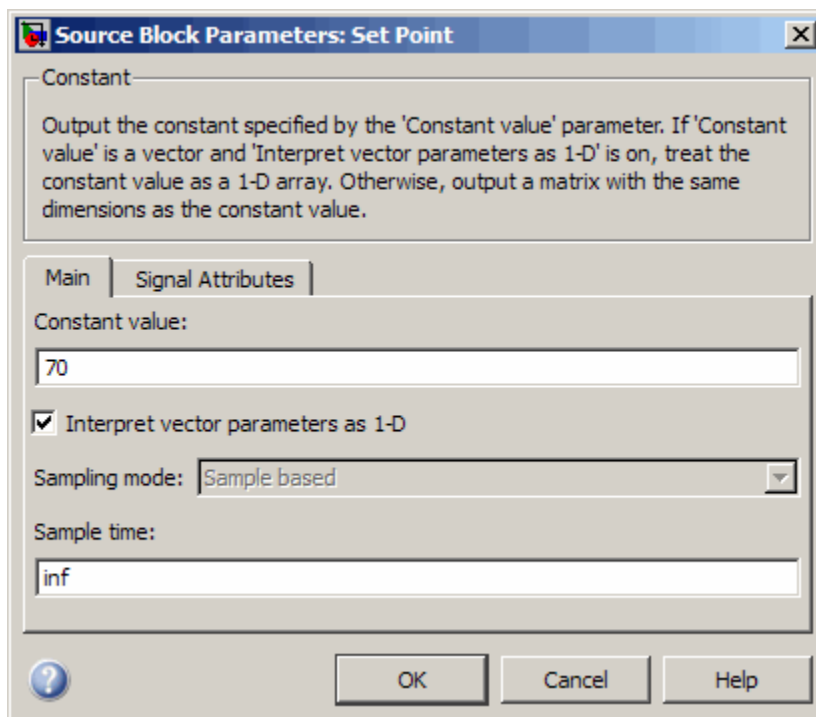 Source Block Parameters: Set Point
Constant
Output the constant specified by the 'Constant value' parameter. If 'Constant
value' is a vector and 'Interpret vector parameters as 1-D' is on, treat the
constant value as a 1-D array. Otherwise, output a matrix with the same
dimensions as the constant value.
Main Signal Attributes
Constant value:
70
Interpret vector parameters as 1-D
Sampling mode: Sample based
Sample time:
inf
OK Cancel Help